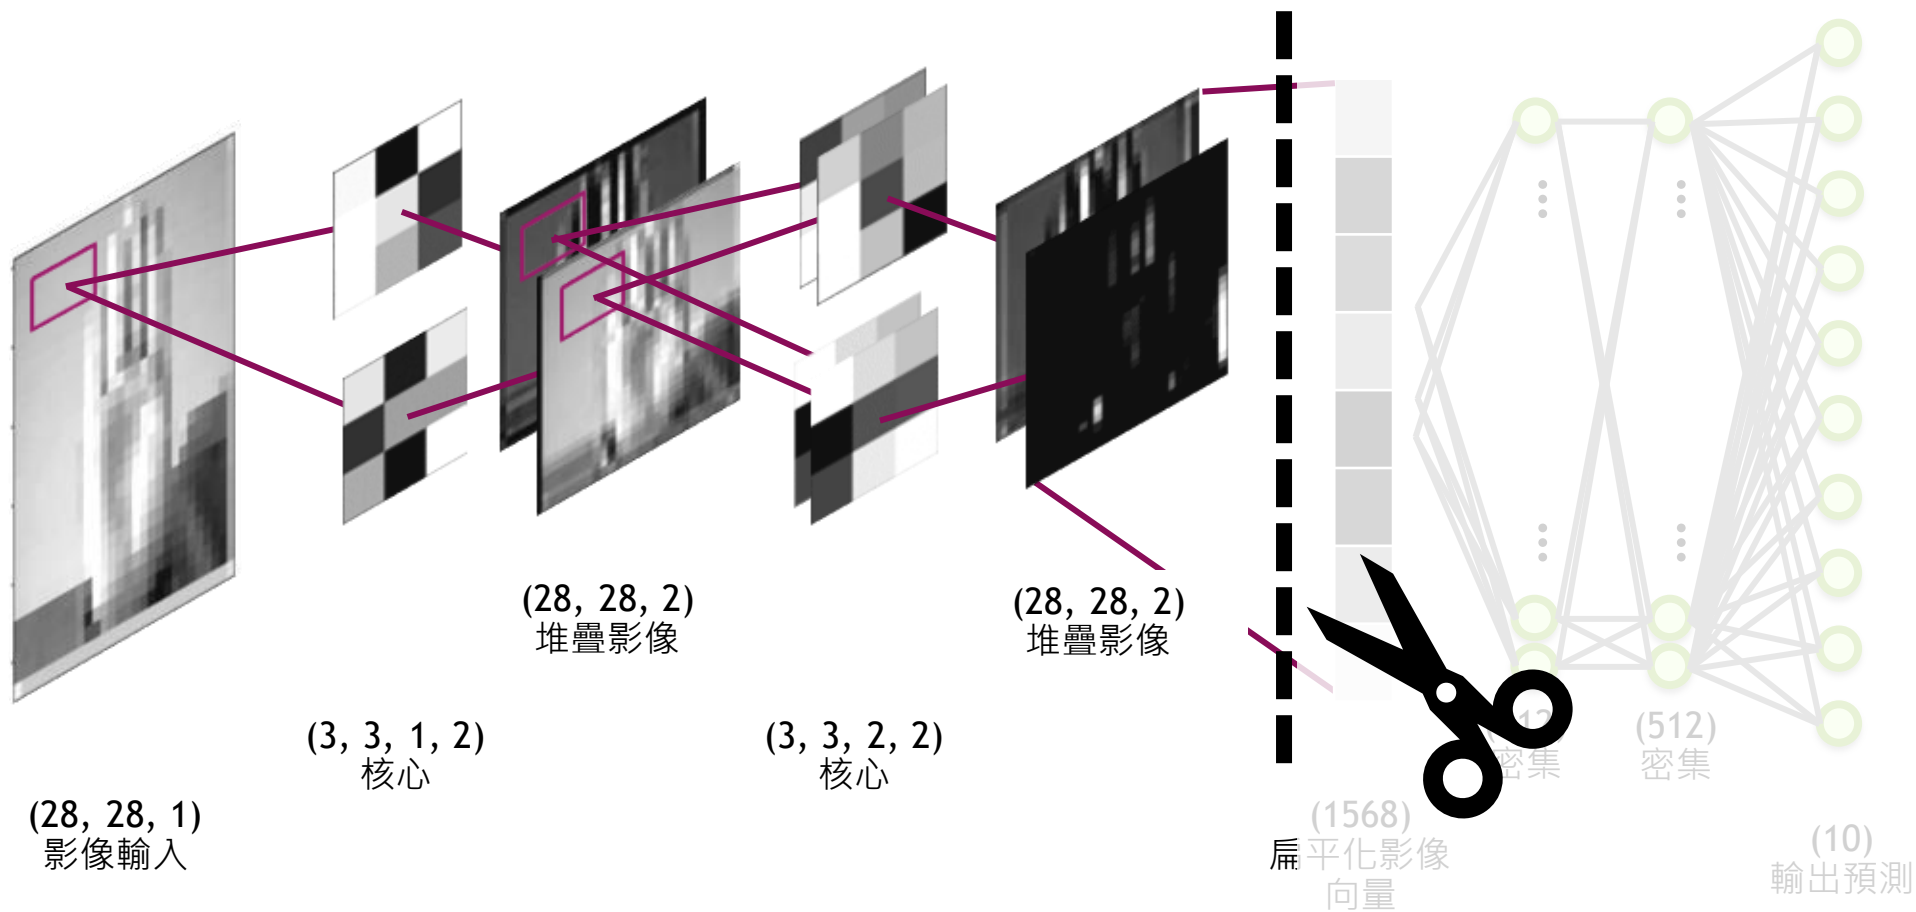 (28, 28, 1)
影像輸入
(3, 3, 1, 2)
核心
(28, 28, 2)
堆疊影像
(3, 3, 2, 2)
核心
(28, 28, 2)
堆疊影像
(1568)
扁平化影像
向量
密集
(512)
密集
(10)
輸出預測